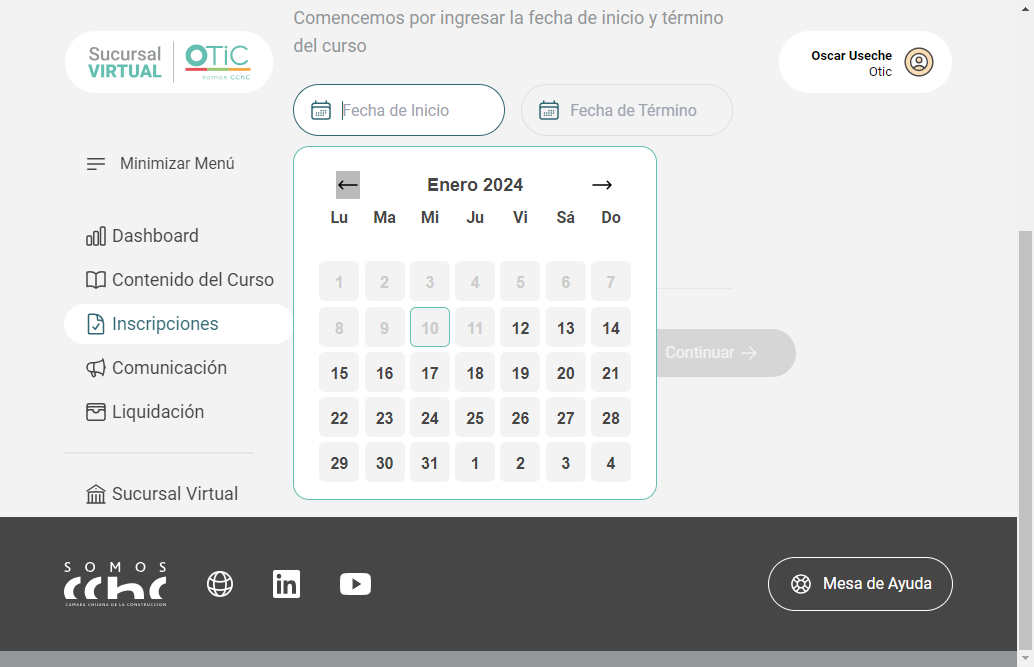 Comencemos por ingresar la fecha de inicio y término
del curso
Sucursal
VIRTUAL
OTiC
somos cchc
Oscar Useche
Otic
Fecha de Inicio
Fecha de Término
Minimizar Menú
Dashboard
Contenido del Curso
Inscripciones
Comunicación
Liquidación
Sucursal Virtual
Enero 2024
Lu Ma Mi Ju Vi Sá Do
1 2 3 4 5 6 7
8 9 10 11 12 13 14
15 16 17 18 19 20 21
22 23 24 25 26 27 28
29 30 31 1 2 3 4
Continuar
SOMOS
cchc
CÁMARA CHILENA DE LA CONSTRUCCIÓN
in
Mesa de Ayuda